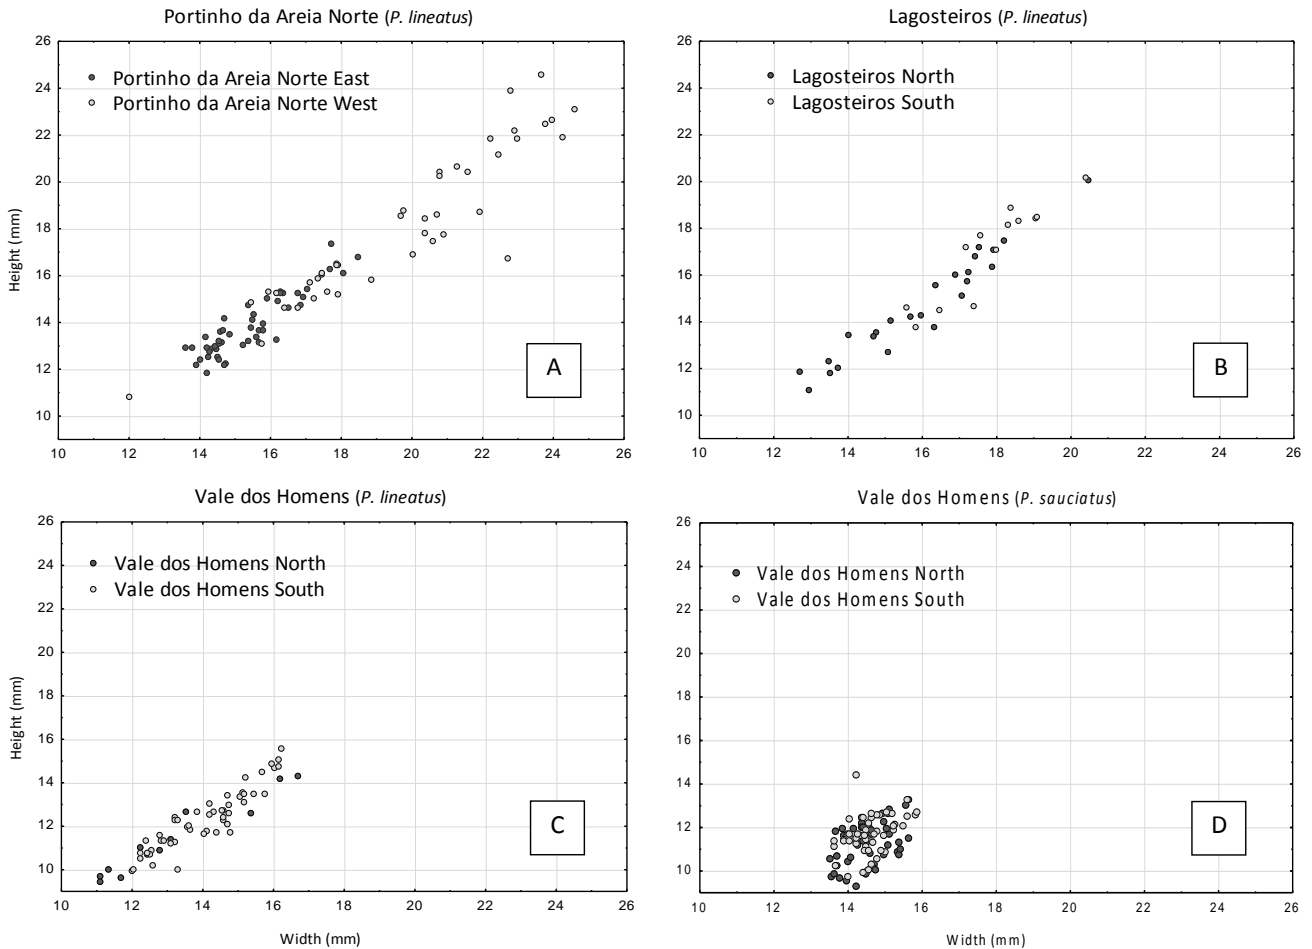 Portinho da Areia Norte (P. lineatus)
26
24
22
20
18
16
14
12
10
Height (mm)
Portinho da Areia Norte East
Portinho da Areia Norte West
A
10 12 14 16 18 20 22 24 26
Lagosteiros (P. lineatus)
26
24
22
20
18
16
14
12
10
Lagosteiros North
Lagosteiros South
B
10 12 14 16 18 20 22 24 26
Vale dos Homens (P. lineatus)
26
24
22
20
18
16
14
12
10
Height (mm)
Vale dos Homens North
Vale dos Homens South
C
10 12 14 16 18 20 22 24 26
Width (mm)
Vale dos Homens (P. sauciatus)
26
24
22
20
18
16
14
12
10
Vale dos Homens North
Vale dos Homens South
D
10 12 14 16 18 20 22 24 26
Width (mm)